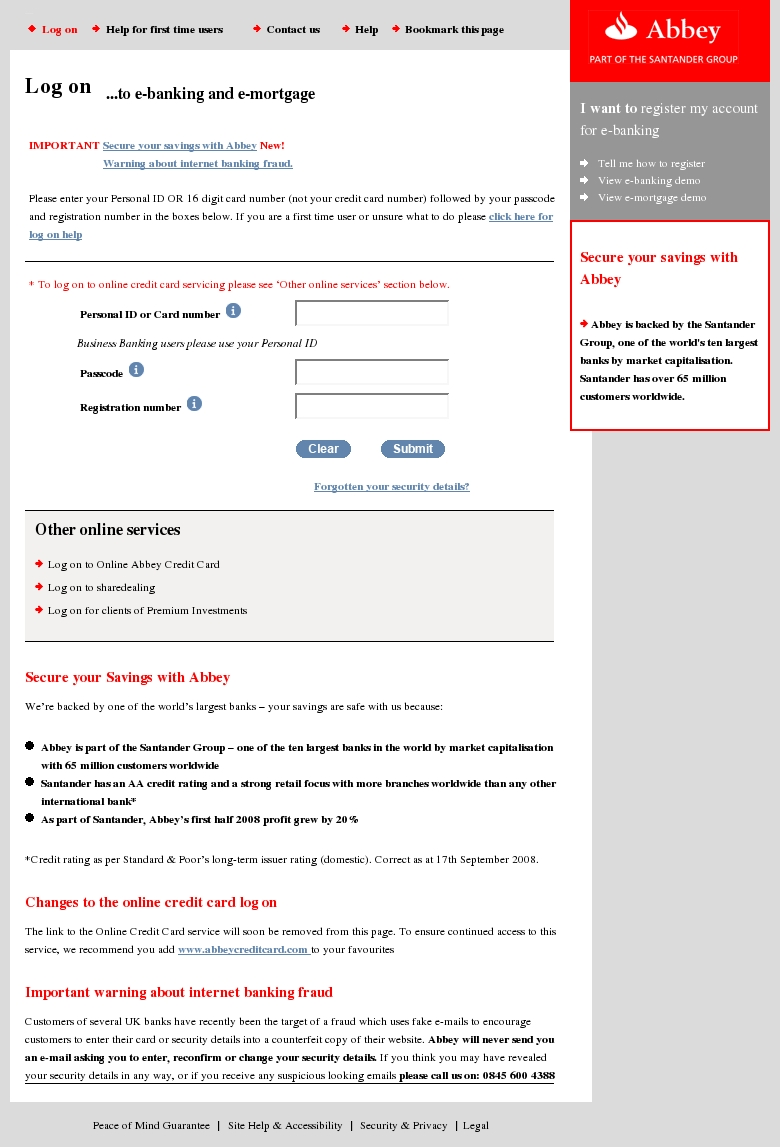 Log on
Help for first time users
Contact us
Help
Bookmark this page
Abbey
PART OF THE SANTANDER GROUP
Log on ...to e-banking and e-mortgage
IMPORTANT Secure your savings with Abbey New!
Warning about internet banking fraud.
Please enter your Personal ID OR 16 digit card number (not your credit card number) followed by your passcode
and registration number in the boxes below. If you are a first time user or unsure what to do please click here for
log on help
* To log on to online credit card servicing please see ‘Other online services’ section below.
Personal ID or Card number i
Business Banking users please use your Personal ID
Passcode i
Registration number i
Clear Submit
Forgotten your security details?
Other online services
Log on to Online Abbey Credit Card
Log on to sharedealing
Log on for clients of Premium Investments
Secure your Savings with Abbey
We’re backed by one of the world’s largest banks – your savings are safe with us because:
Abbey is part of the Santander Group – one of the ten largest banks in the world by market capitalisation
with 65 million customers worldwide
Santander has an AA credit rating and a strong retail focus with more branches worldwide than any other
international bank*
As part of Santander, Abbey’s first half 2008 profit grew by 20%
*Credit rating as per Standard & Poor’s long-term issuer rating (domestic). Correct as at 17th September 2008.
Changes to the online credit card log on
The link to the Online Credit Card service will soon be removed from this page. To ensure continued access to this
service, we recommend you add www.abbeycreditcard.com to your favourites
Important warning about internet banking fraud
Customers of several UK banks have recently been the target of a fraud which uses fake e-mails to encourage
customers to enter their card or security details into a counterfeit copy of their website. Abbey will never send you
an e-mail asking you to enter, reconfirm or change your security details. If you think you may have revealed
your security details in any way, or if you receive any suspicious looking emails please call us on: 0845 600 4388
I want to register my account
for e-banking
Tell me how to register
View e-banking demo
View e-mortgage demo
Secure your savings with
Abbey
Abbey is backed by the Santander
Group, one of the world's ten largest
banks by market capitalisation.
Santander has over 65 million
customers worldwide.
Peace of Mind Guarantee | Site Help & Accessibility | Security & Privacy | Legal